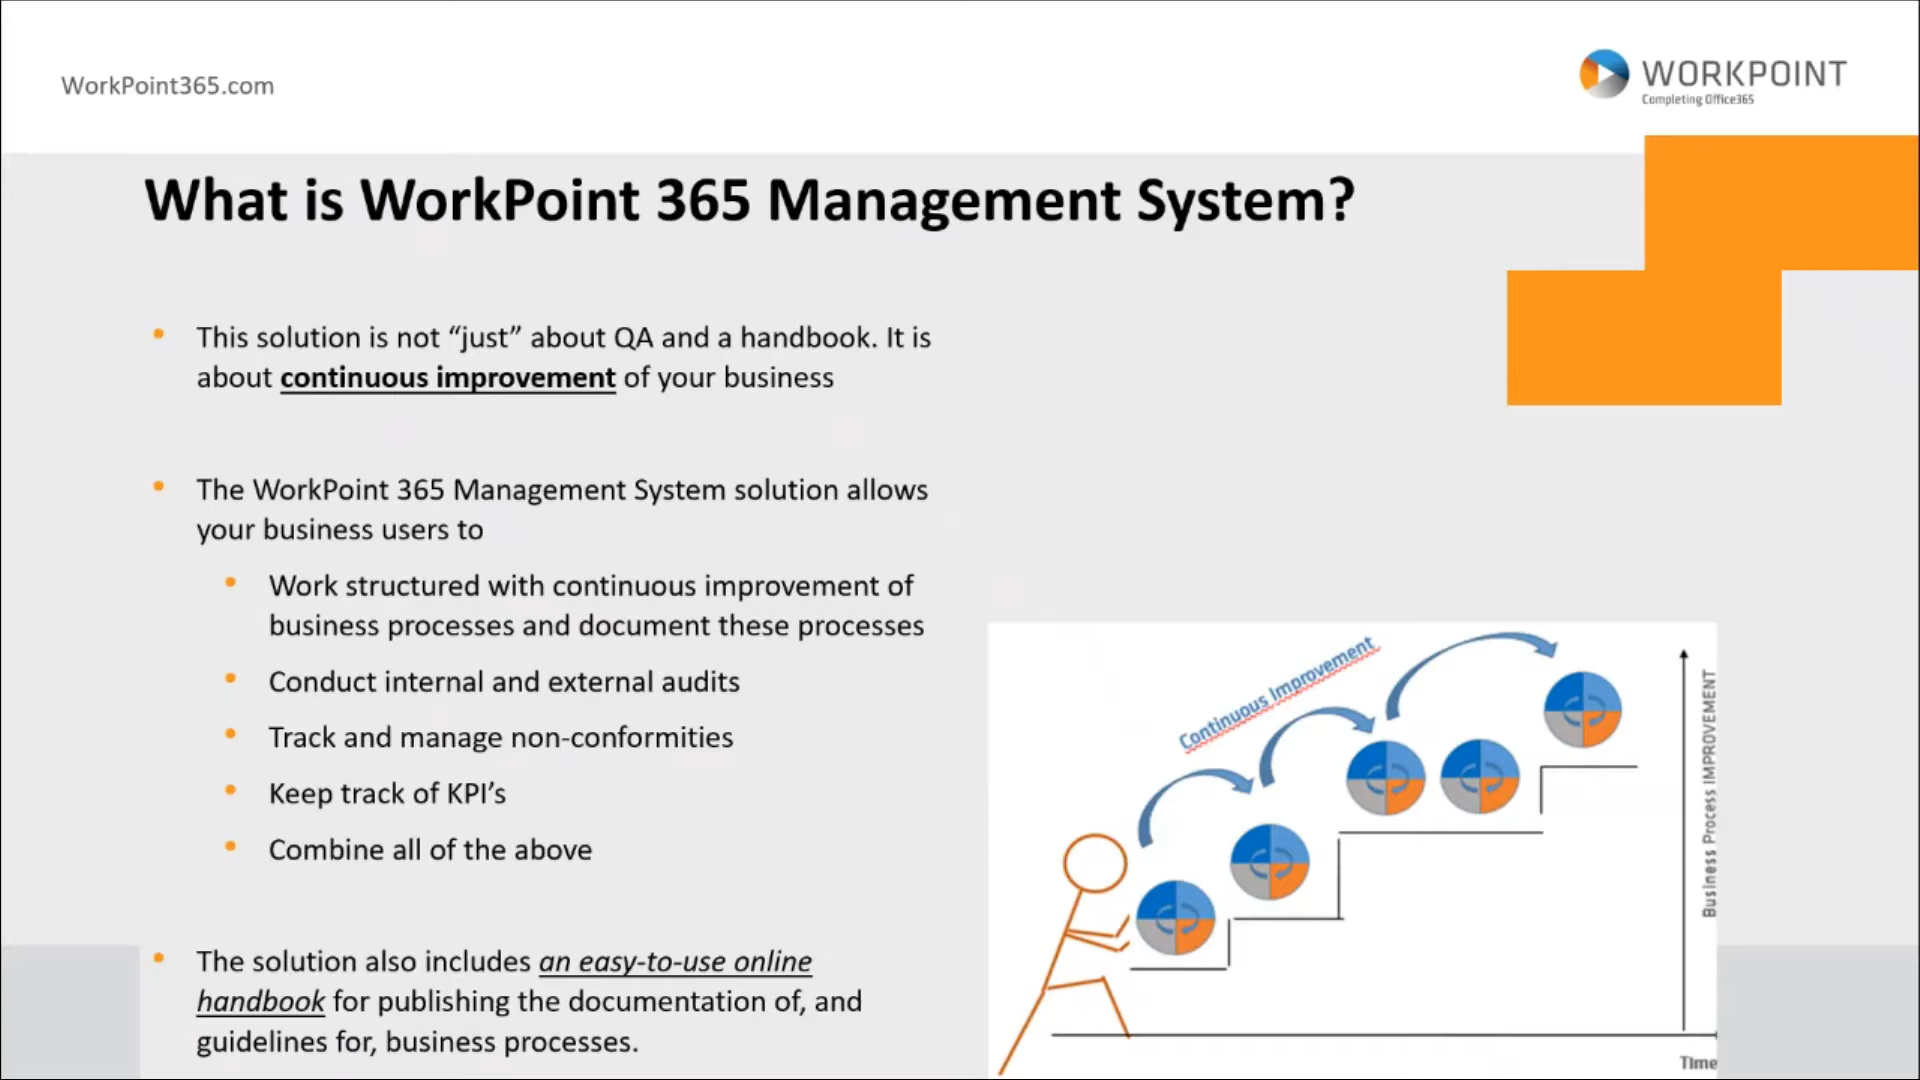 WorkPoint365.com
WORKPOINT
Completing Office365
What is WorkPoint 365 Management System?
• This solution is not “just” about QA and a handbook. It is
about continuous improvement of your business
• The WorkPoint 365 Management System solution allows
your business users to
• Work structured with continuous improvement of
business processes and document these processes
• Conduct internal and external audits
• Track and manage non-conformities
• Keep track of KPI’s
• Combine all of the above
• The solution also includes an easy-to-use online
handbook for publishing the documentation of, and
guidelines for, business processes.
Continuous Improvement
Business Process IMPROVEMENT
Time